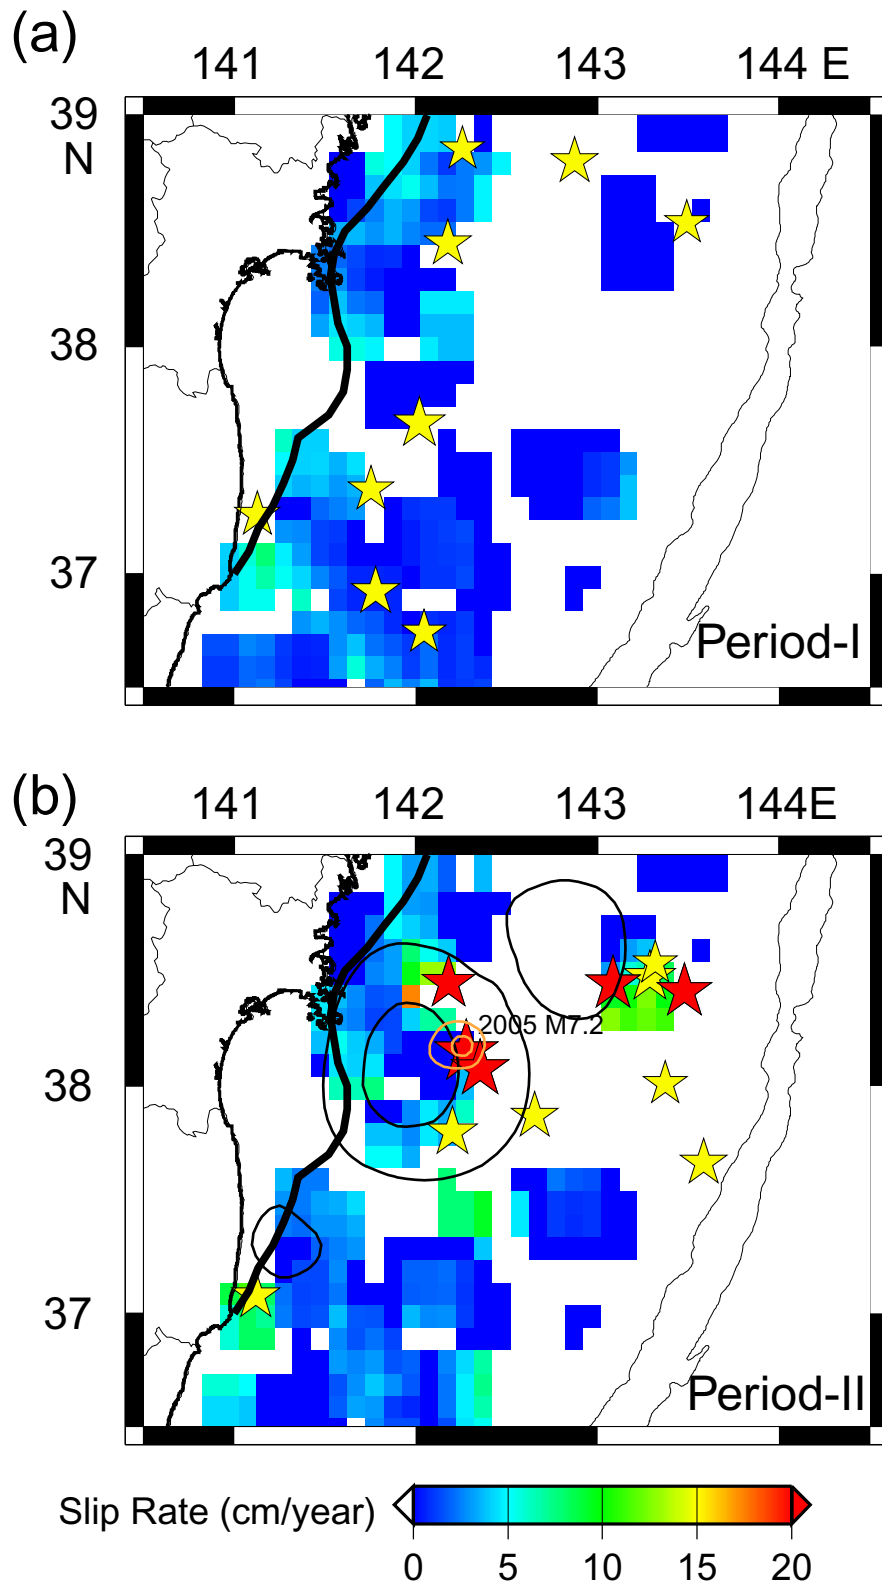 (a)
141 142 143 144 E
39
N
38
37
Period-I
(b)
141 142 143 144E
39
N
2005 M7.2
38
37
Period-II
Slip Rate (cm/year)
0 5 10 15 20